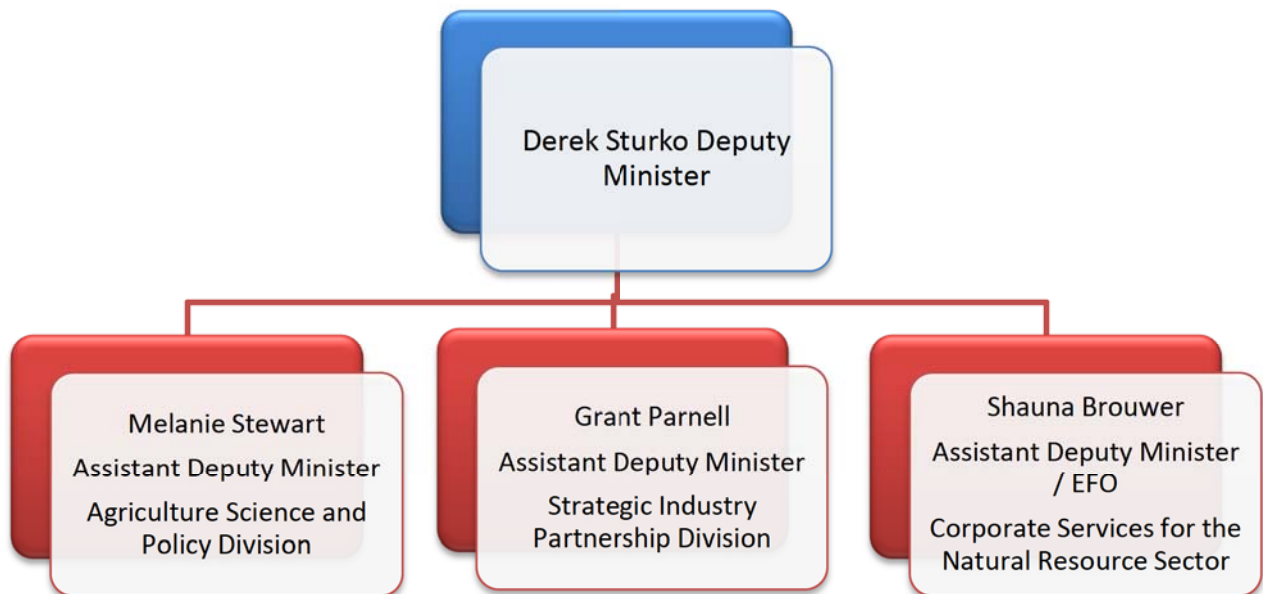 Derek Sturko Deputy
Minister
Melanie Stewart
Assistant Deputy Minister
Agriculture Science and
Policy Division
Grant Parnell
Assistant Deputy Minister
Strategic Industry
Partnership Division
Shauna Brouwer
Assistant Deputy Minister
/ EFO
Corporate Services for the
Natural Resource Sector